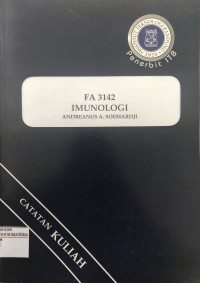 Penerbit ITB
FA 3142
IMUNOLOGI
ANDREANUS A. SOEMARDJI
CATATAN KULIAH